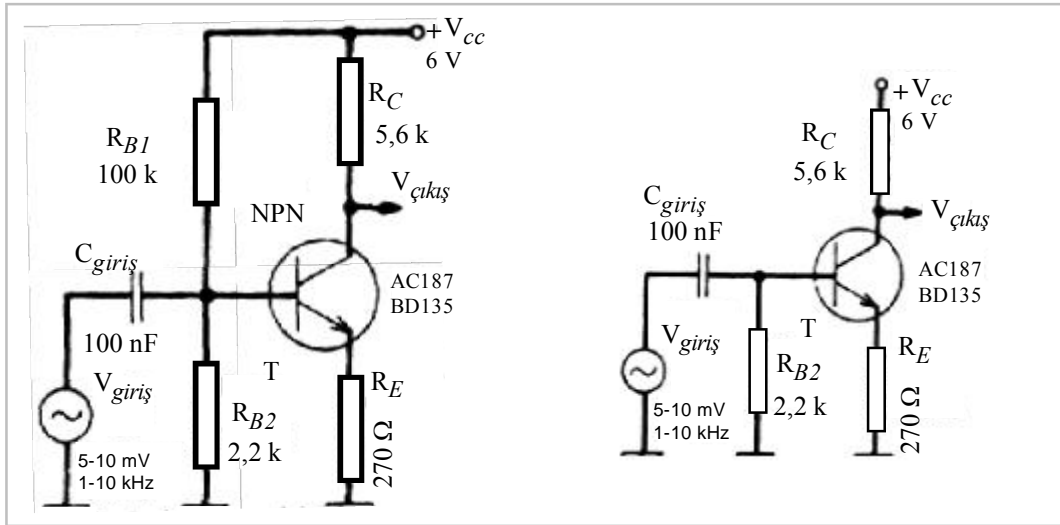 +V_cc
6 V
R_C
5,6 k
R_B1
100 k
V_çıkış
NPN
C_giriş
100 nF
AC187
BD135
V_giriş
T
R_E
R_B2
2,2 k
270 Ω
5-10 mV
1-10 kHz
+V_cc
6 V
R_C
5,6 k
C_giriş
100 nF
V_çıkış
AC187
BD135
V_giriş
T
R_E
R_B2
2,2 k
270 Ω
5-10 mV
1-10 kHz